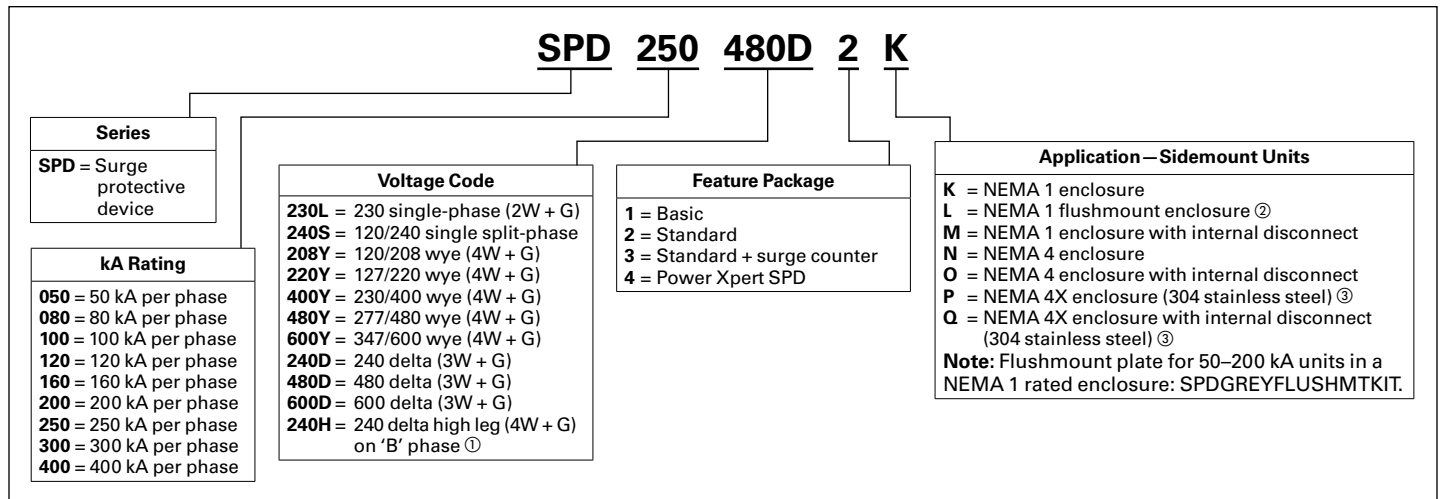 SPD 250 480D 2 K
Series
SPD = Surge
protective
device
kA Rating
050 = 50 kA per phase
080 = 80 kA per phase
100 = 100 kA per phase
120 = 120 kA per phase
160 = 160 kA per phase
200 = 200 kA per phase
250 = 250 kA per phase
300 = 300 kA per phase
400 = 400 kA per phase
Voltage Code
230L = 230 single-phase (2W + G)
240S = 120/240 single split-phase
208Y = 120/208 wye (4W + G)
220Y = 127/220 wye (4W + G)
400Y = 230/400 wye (4W + G)
480Y = 277/480 wye (4W + G)
600Y = 347/600 wye (4W + G)
240D = 240 delta (3W + G)
480D = 480 delta (3W + G)
600D = 600 delta (3W + G)
240H = 240 delta high leg (4W + G)
on ‘B’ phase ①
Feature Package
1 = Basic
2 = Standard
3 = Standard + surge counter
4 = Power Xpert SPD
Application—Sidemount Units
K = NEMA 1 enclosure
L = NEMA 1 flushmount enclosure ②
M = NEMA 1 enclosure with internal disconnect
N = NEMA 4 enclosure
O = NEMA 4 enclosure with internal disconnect
P = NEMA 4X enclosure (304 stainless steel) ③
Q = NEMA 4X enclosure with internal disconnect
(304 stainless steel) ③
Note: Flushmount plate for 50–200 kA units in a
NEMA 1 rated enclosure: SPDGREYFLUSHMTKIT.